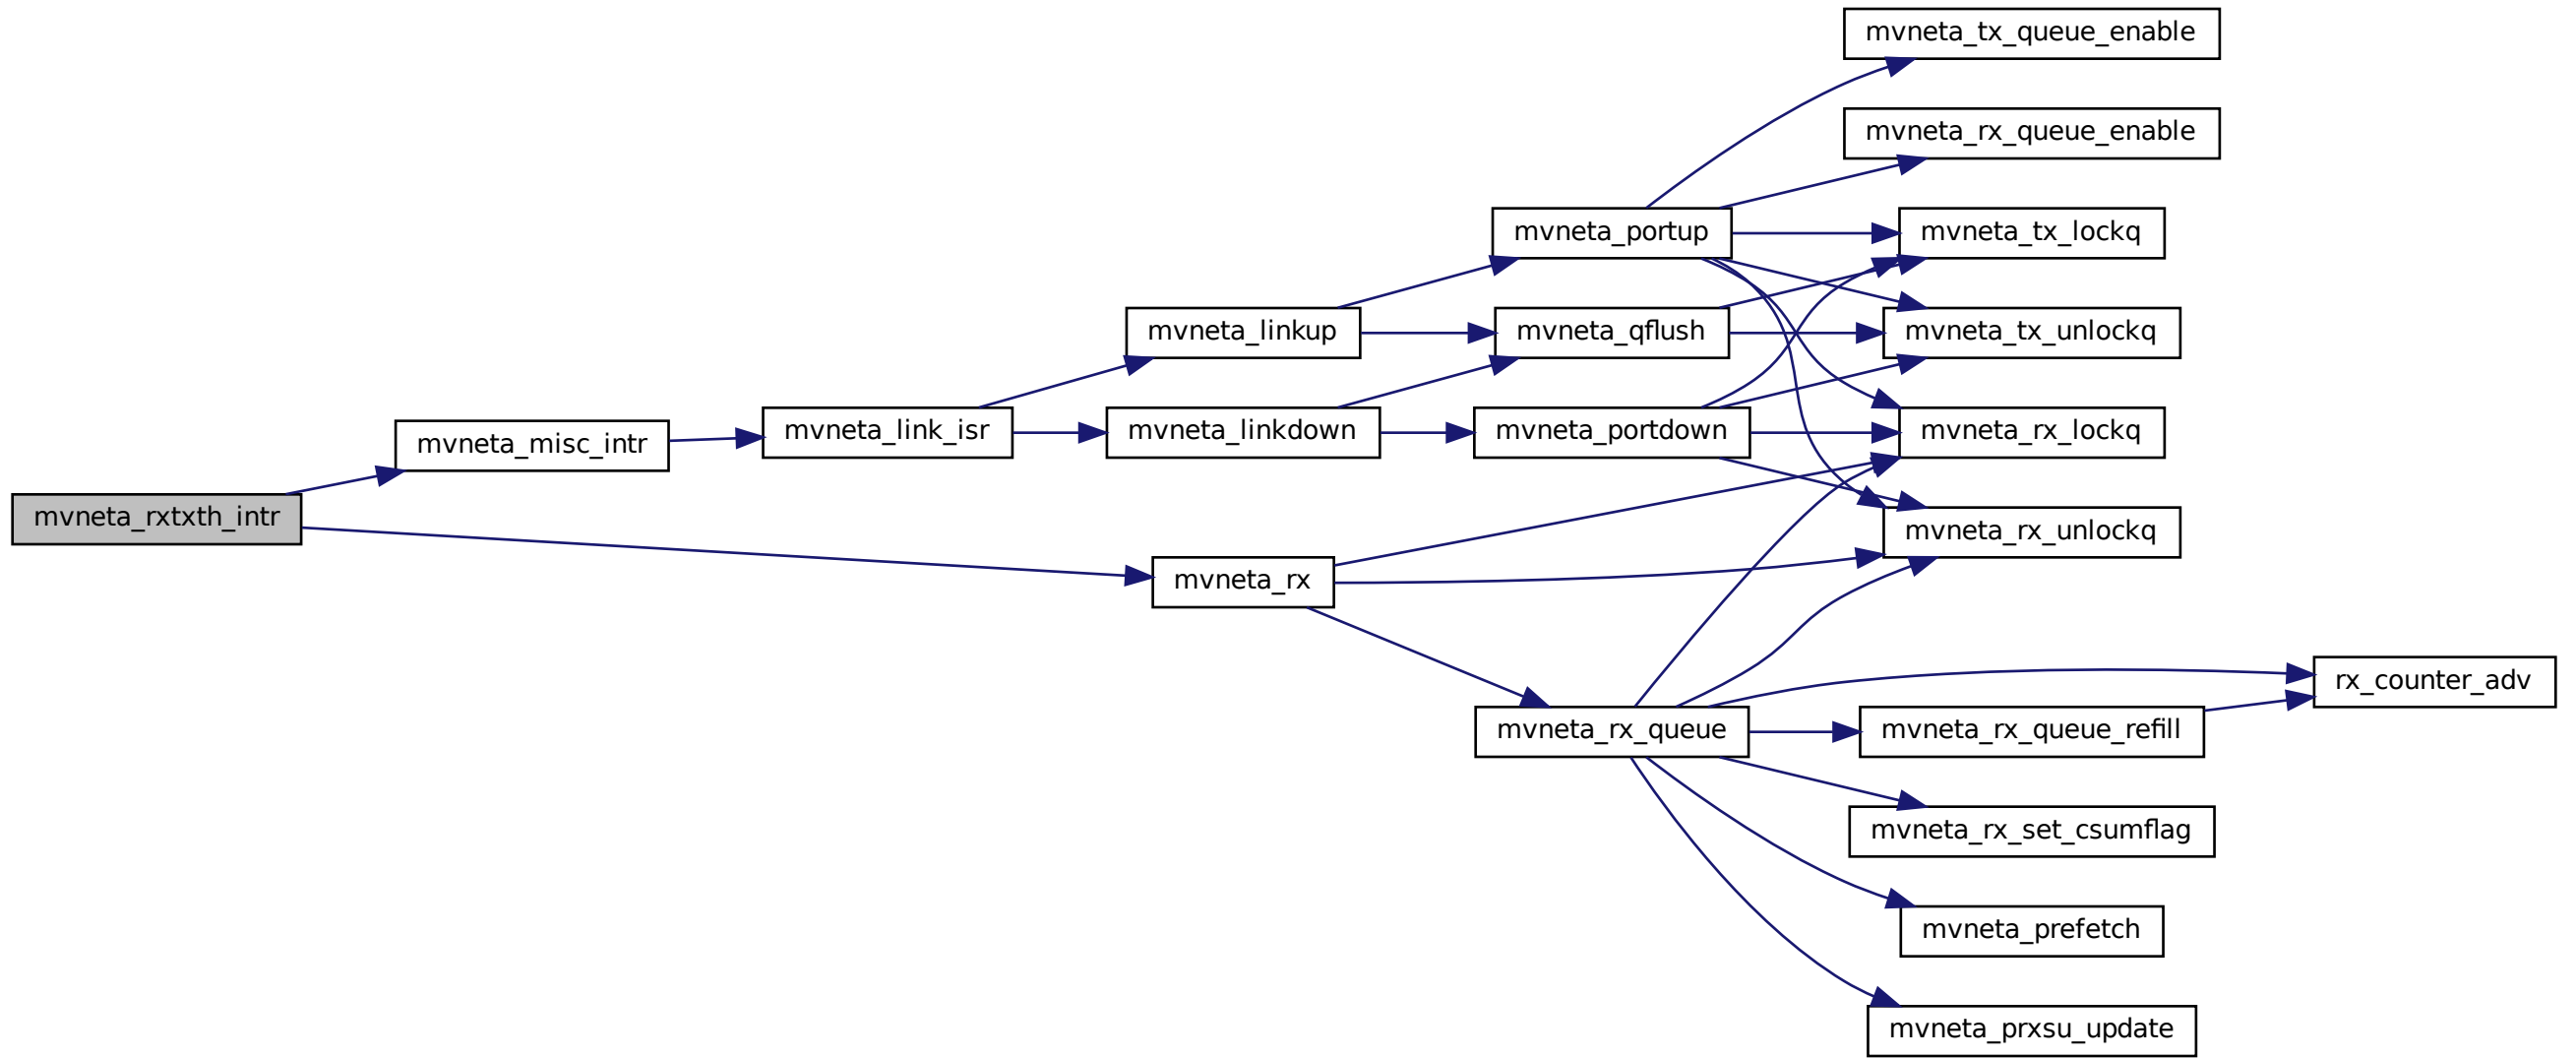 mvneta_tx_queue_enable
mvneta_rx_queue_enable
mvneta_portup
mvneta_tx_lockq
mvneta_linkup
mvneta_qflush
mvneta_tx_unlockq
mvneta_misc_intr
mvneta_link_isr
mvneta_linkdown
mvneta_portdown
mvneta_rx_lockq
mvneta_rxtxth_intr
mvneta_rx_unlockq
mvneta_rx
rx_counter_adv
mvneta_rx_queue
mvneta_rx_queue_refill
mvneta_rx_set_csumflag
mvneta_prefetch
mvneta_prxsu_update